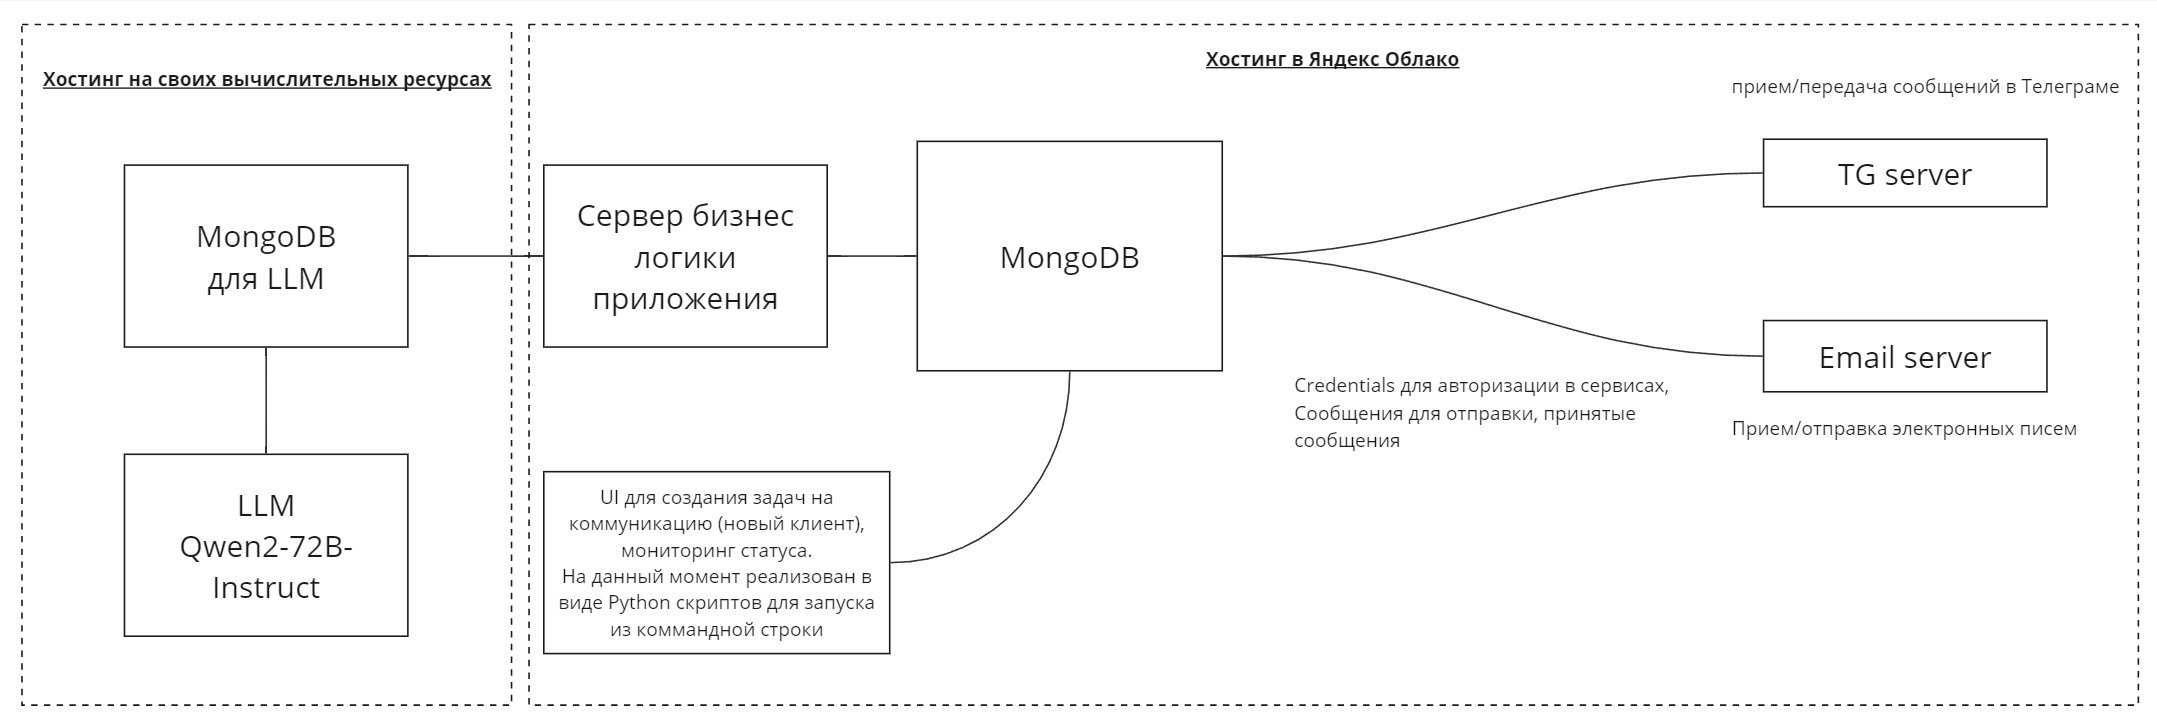 Хостинг на своих вычислительных ресурсах
MongoDB
для LLM
LLM
Qwen2-72B-
Instruct
Хостинг в Яндекс Облако
Сервер бизнес
логики
приложения
MongoDB
прием/передача сообщений в Телеграме
TG server
Email server
Прием/отправка электронных писем
Credentials для авторизации в сервисах,
Сообщения для отправки, принятые
сообщения
UI для создания задач на
коммуникацию (новый клиент),
мониторинг статуса.
На данный момент реализован в
виде Python скриптов для запуска
из коммандной строки